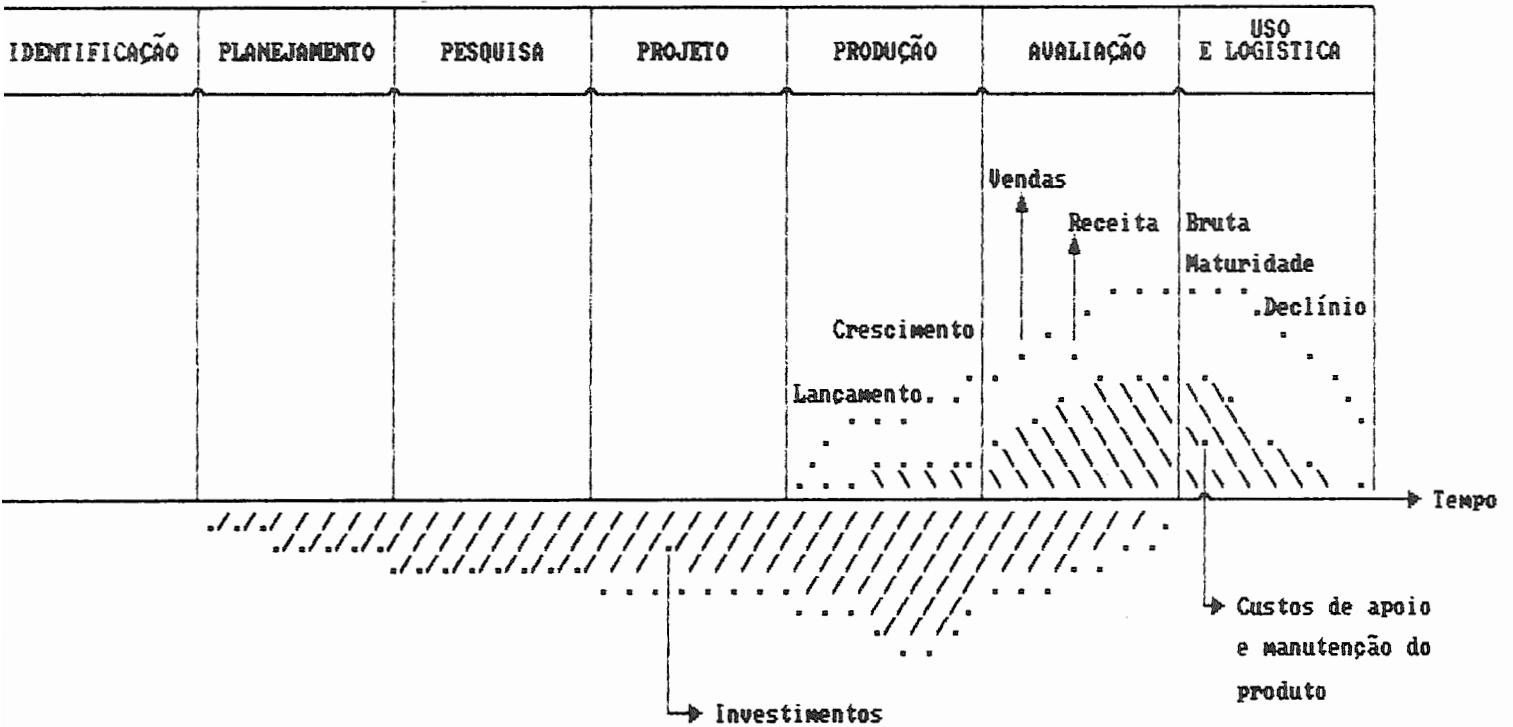 IDENTIFICAÇÃO
PLANEJAMENTO
PESQUISA
PROJETO
PRODUÇÃO
AVALIAÇÃO
USO
E LOGISTICA
Vendas
Receita Bruta
Maturidade
Declínio
Crescimento
Lançamento
Tempo
Custos de apoio
e manutenção do
produto
Investimentos